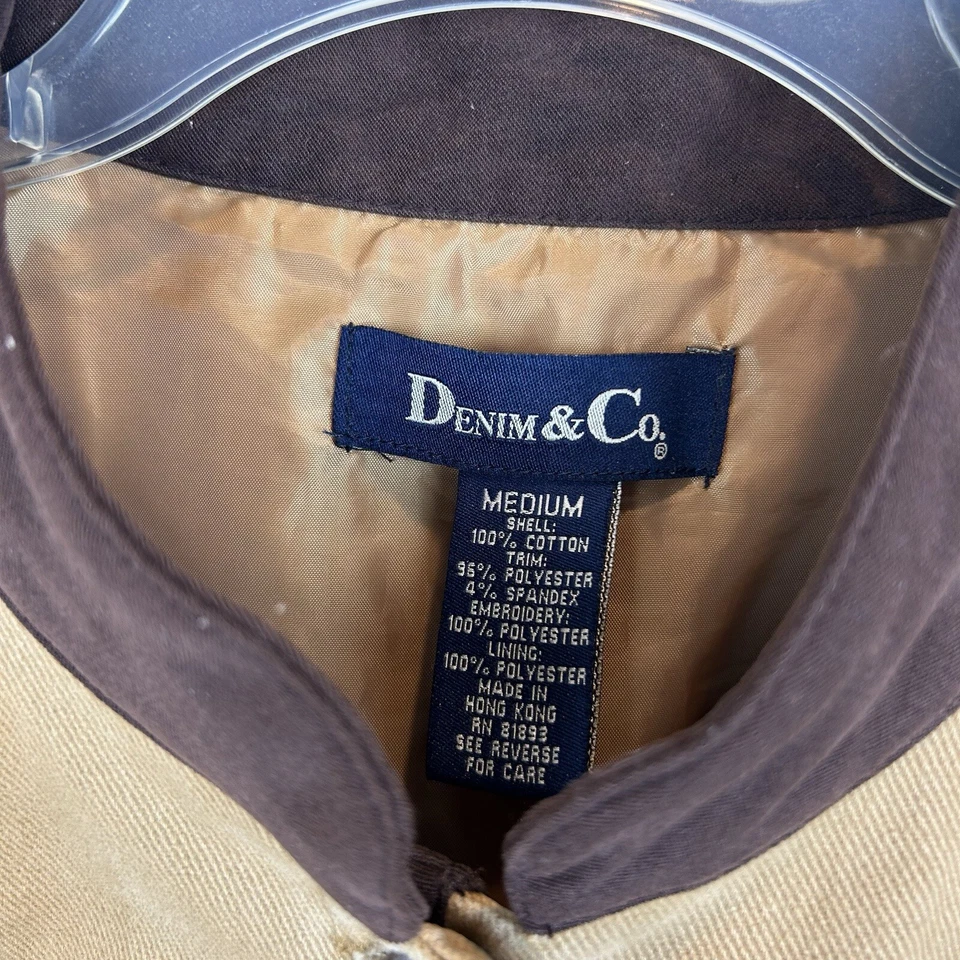 DENIM & CO.®
MEDIUM
SHELL:
100% COTTON
TRIM:
96% POLYESTER
4% SPANDEX
EMBROIDERY:
100% POLYESTER
LINING:
100% POLYESTER
MADE IN
HONG KONG
RN 81893
SEE REVERSE
FOR CARE